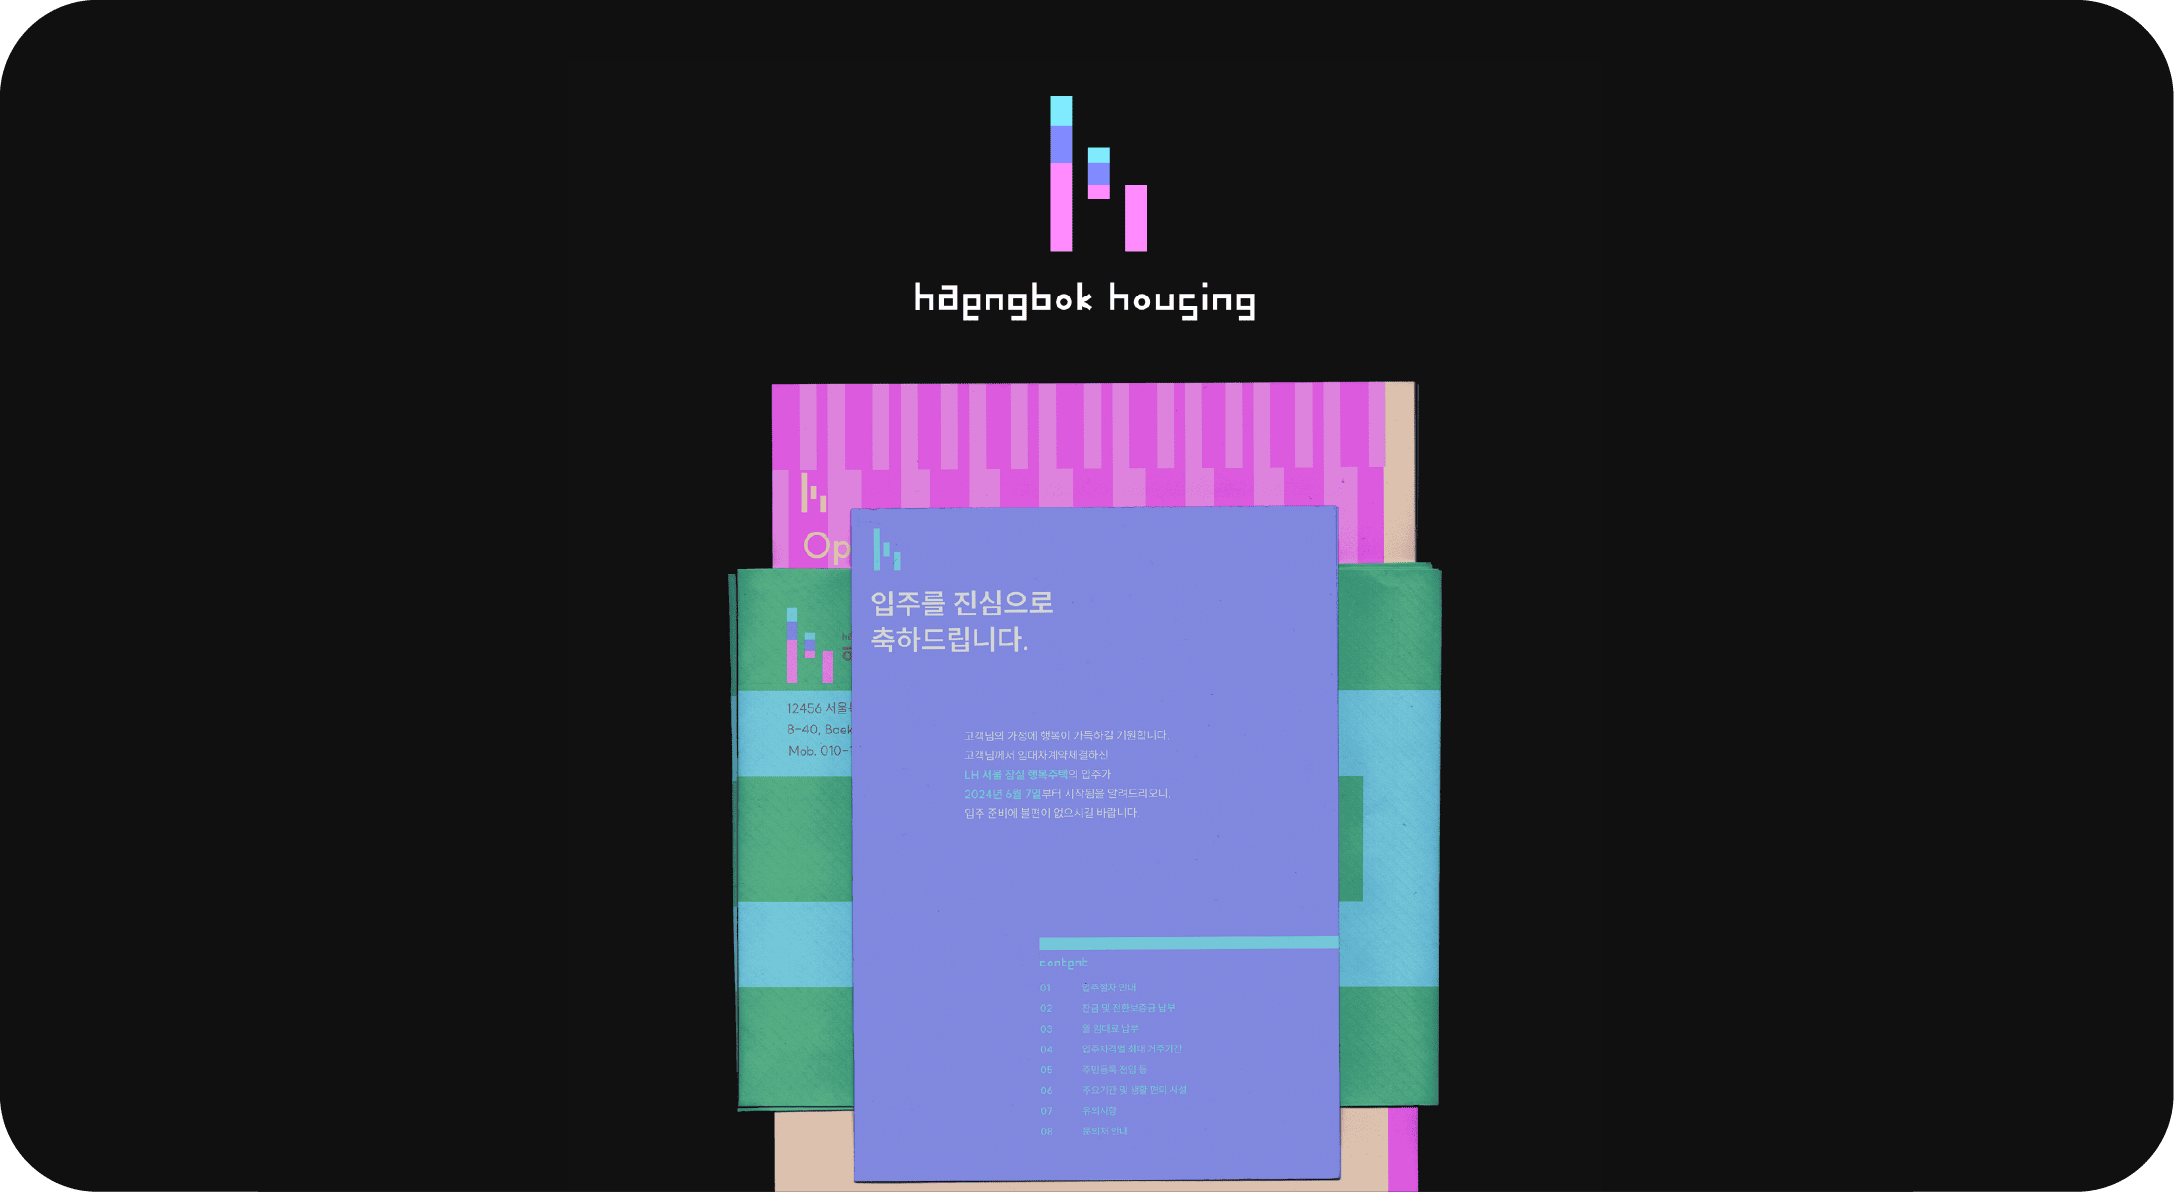 haengbok housing
Op
입주를 진심으로
축하드립니다.
12456 서울
B-40, Baek
Mob. 010-
고객님의 가정에 행복이 가득하길 기원합니다.
고객님께서 임대차계약체결하신
LH 서울 잠실 행복주택의 입주가
2024년 6월 7일부터 시작됨을 알려드리오니,
입주 준비에 불편이 없으시길 바랍니다.
content
01 입주절차 안내
02 잔금 및 전환보증금 납부
03 월 임대료 납부
04 입주자격별 최대 거주기간
05 주민등록 전입 등
06 주요기관 및 생활 편의 시설
07 유의사항
08 문의처 안내